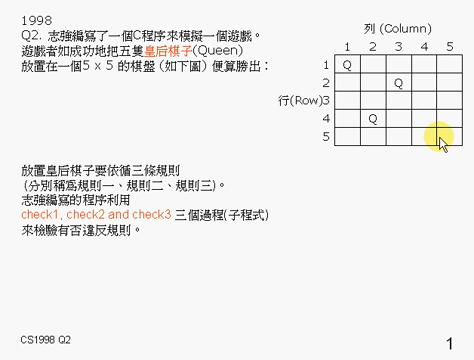 1998
Q2. 志強編寫了一個C程序來模擬一個遊戲。
遊戲者如成功地把五隻皇后棋子(Queen)
放置在一個5 x 5 的棋盤 (如下圖) 便算勝出：
列 (Column)
1 2 3 4 5
1 Q
2 Q
行(Row)3
4 Q
5
放置皇后棋子要依循三條規則
(分別稱爲規則一、規則二、規則三)。
志強編寫的程序利用
check1, check2 and check3 三個過程(子程式)
來檢驗有否違反規則。
CS1998 Q2
1